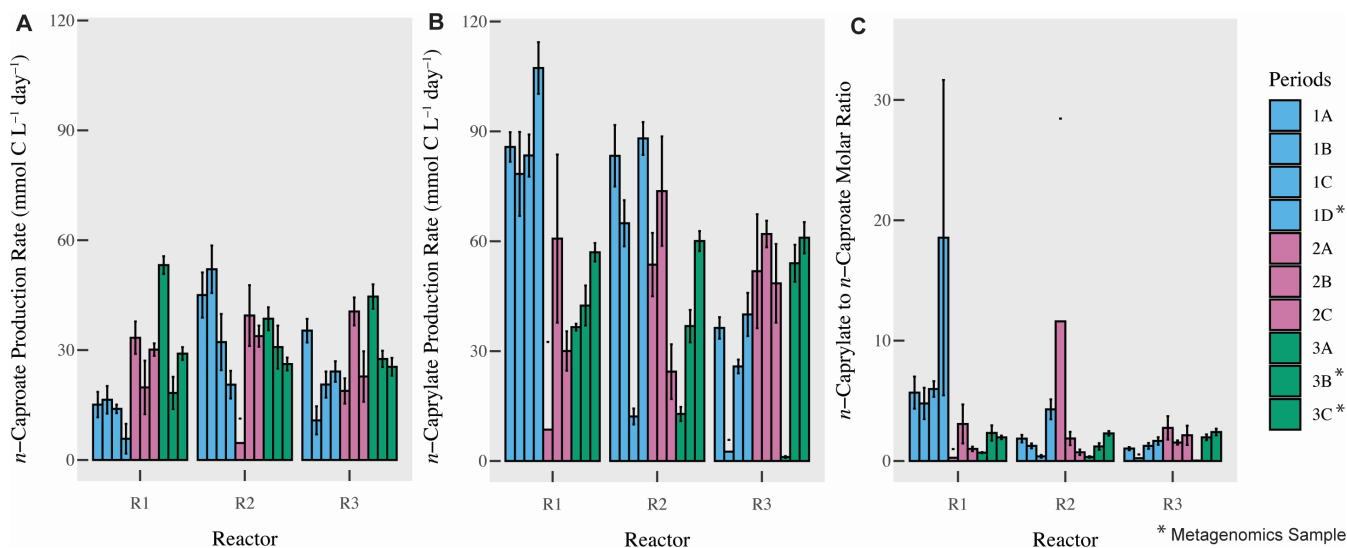 A
n−Caproate Production Rate (mmol C L⁻¹ day⁻¹)
120
90
60
30
0
R1 R2 R3
Reactor
B
n−Caprylate Production Rate (mmol C L⁻¹ day⁻¹)
120
90
60
30
0
R1 R2 R3
Reactor
C
n−Caprylate to n−Caproate Molar Ratio
30
20
10
0
R1 R2 R3
Reactor
Periods
1A
1B
1C
1D*
2A
2B
2C
3A
3B*
3C*
* Metagenomics Sample